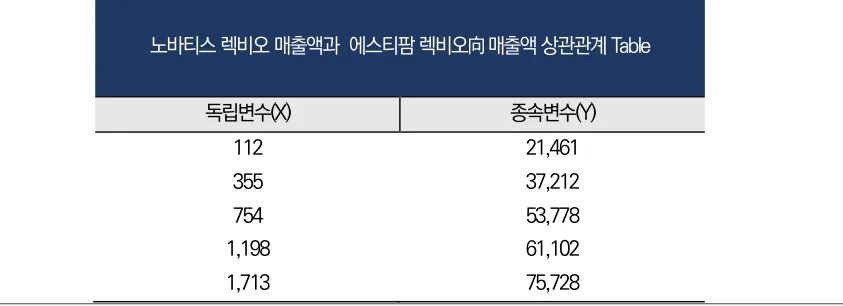 노바티스 렉비오 매출액과 에스티팜 렉비오向 매출액 상관관계 Table
독립변수(X) 종속변수(Y)
112 21,461
355 37,212
754 53,778
1,198 61,102
1,713 75,728